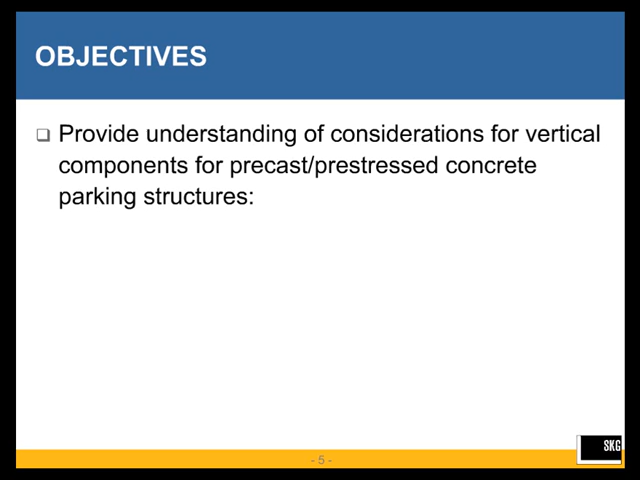 OBJECTIVES
❑ Provide understanding of considerations for vertical
components for precast/prestressed concrete
parking structures:
- 5 -
SKG